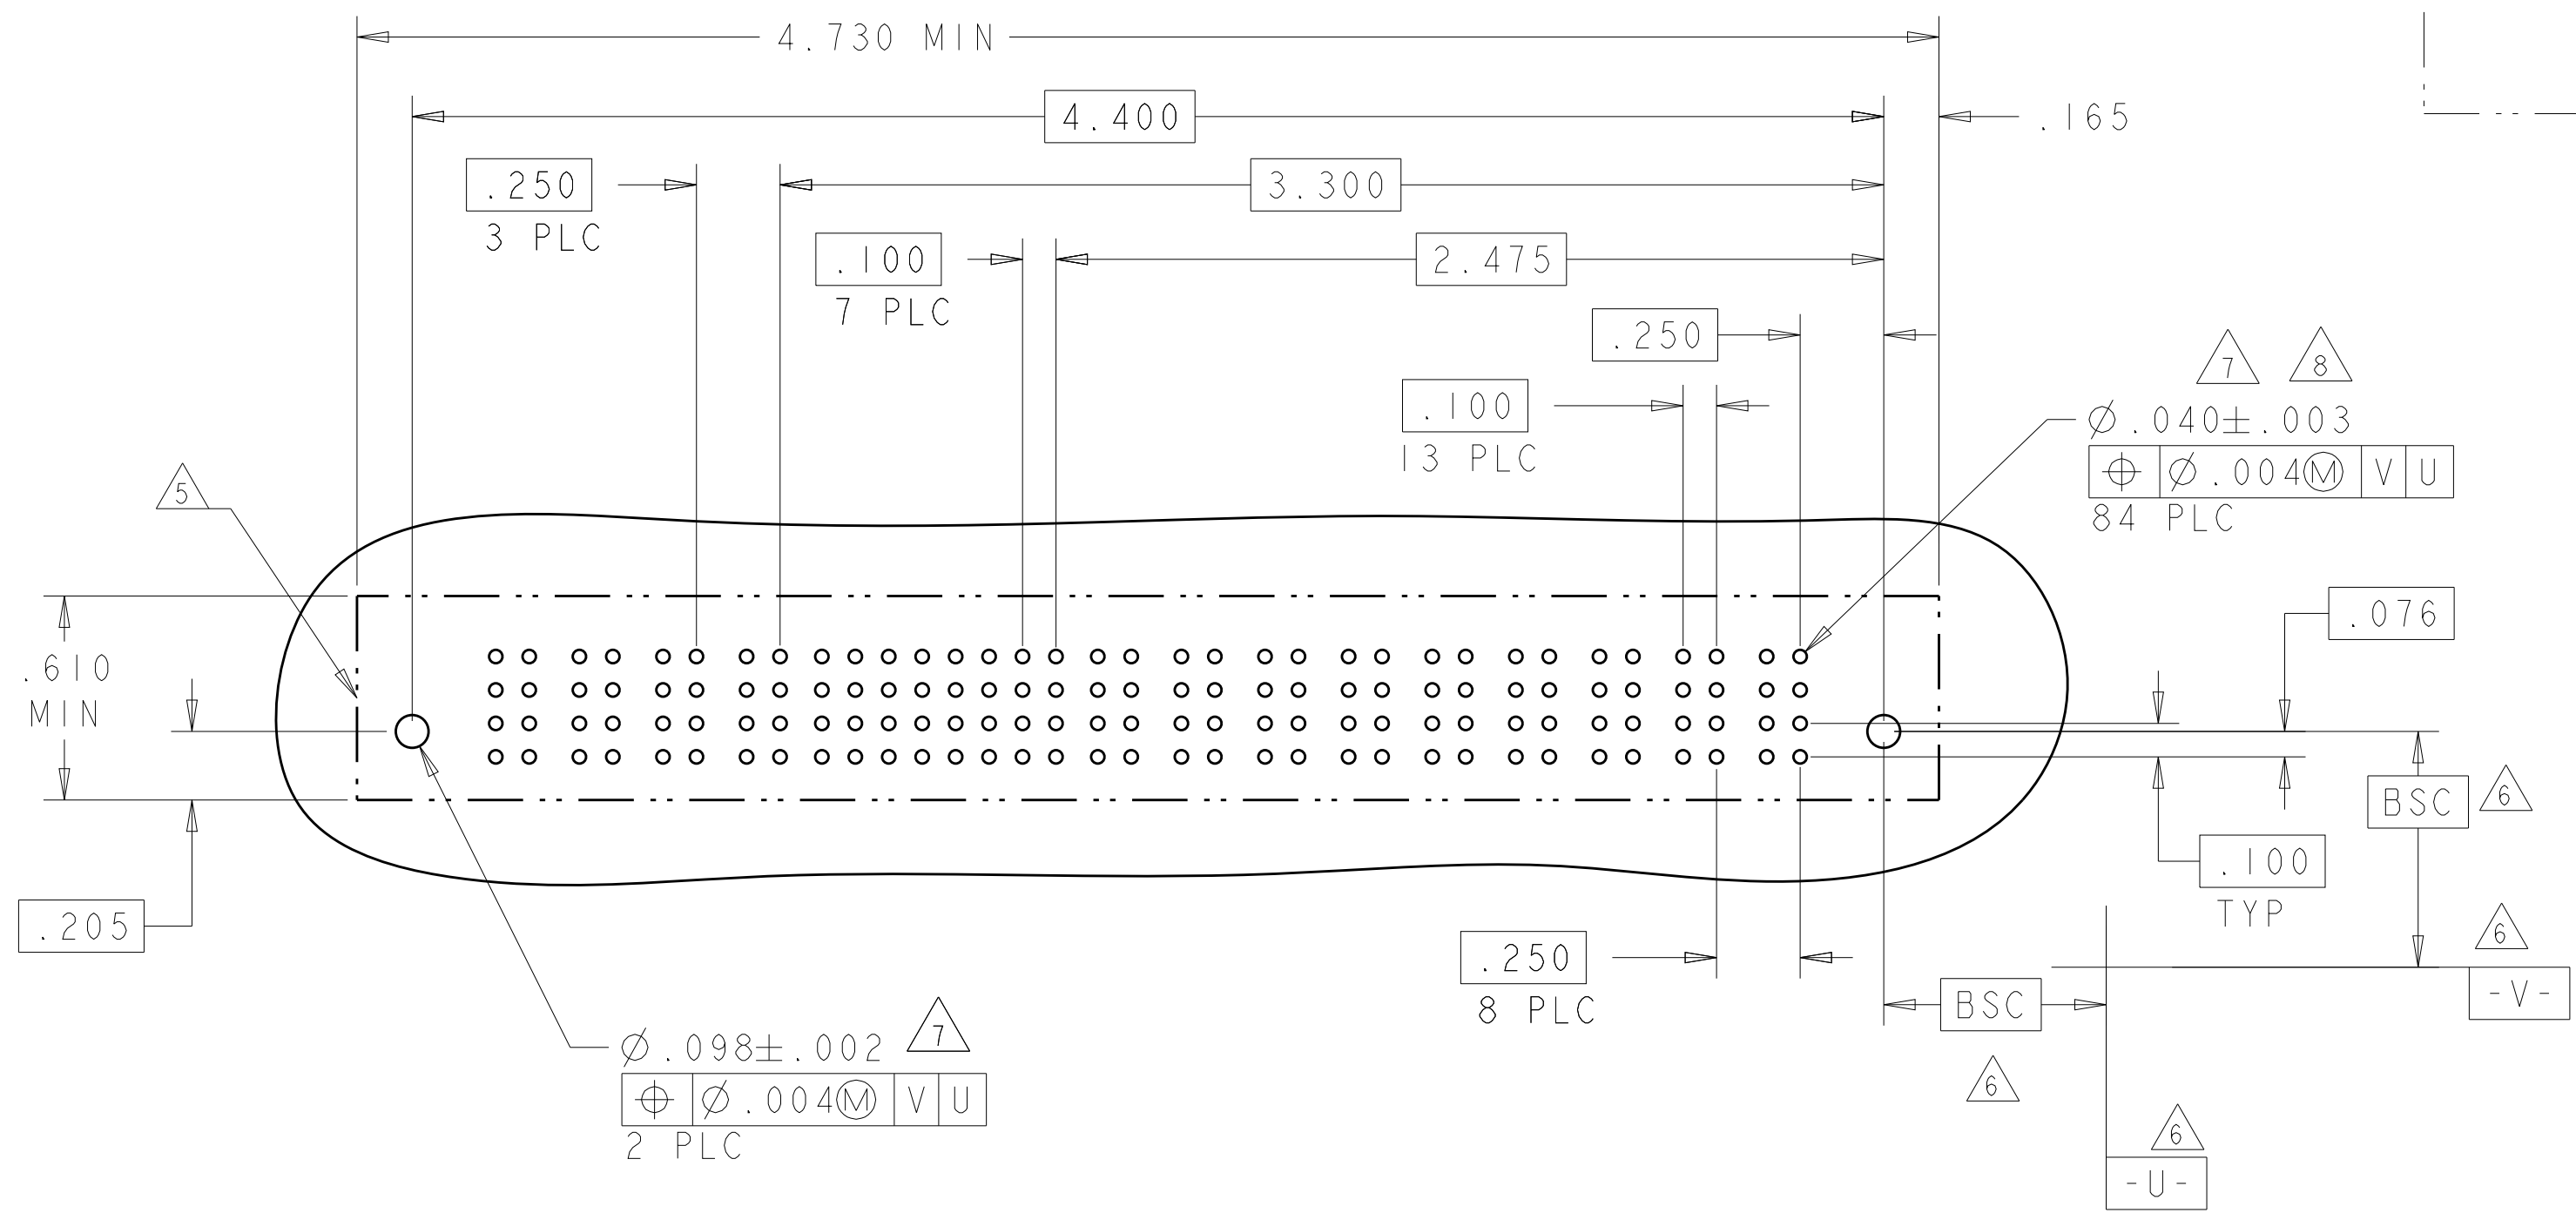 4.730 MIN
4.400
.165
.250
3 PLC
3.300
.100
7 PLC
2.475
.250
7
8
.100
13 PLC
Ø.040±.003
⌖ Ø.004Ⓜ V U
84 PLC
5
.076
.610
MIN
BSC
6
.100
TYP
.205
.250
8 PLC
6
-V-
BSC
6
Ø.098±.002
7
⌖ Ø.004Ⓜ V U
2 PLC
6
-U-